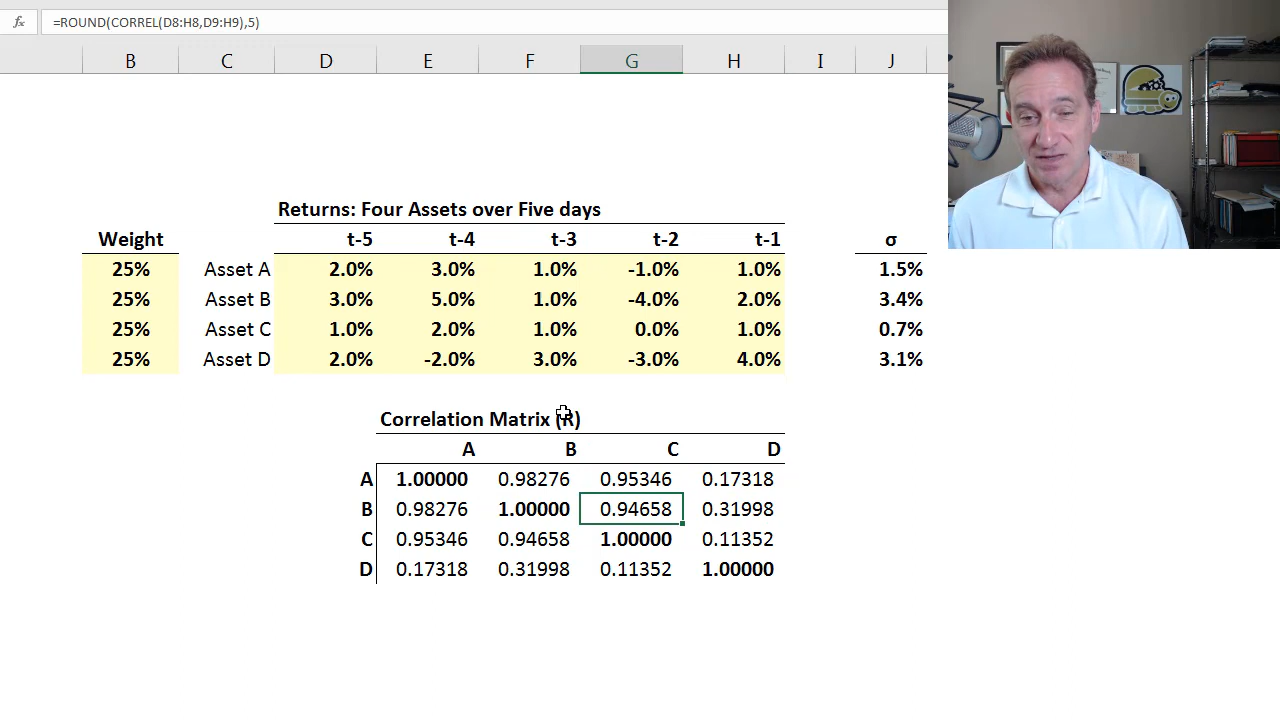 fx =ROUND(CORREL(D8:H8,D9:H9),5)
B C D E F G H I J
Returns: Four Assets over Five days
Weight t-5 t-4 t-3 t-2 t-1 σ
25% Asset A 2.0% 3.0% 1.0% -1.0% 1.0% 1.5%
25% Asset B 3.0% 5.0% 1.0% -4.0% 2.0% 3.4%
25% Asset C 1.0% 2.0% 1.0% 0.0% 1.0% 0.7%
25% Asset D 2.0% -2.0% 3.0% -3.0% 4.0% 3.1%
Correlation Matrix (R)
A B C D
A 1.00000 0.98276 0.95346 0.17318
B 0.98276 1.00000 0.94658 0.31998
C 0.95346 0.94658 1.00000 0.11352
D 0.17318 0.31998 0.11352 1.00000